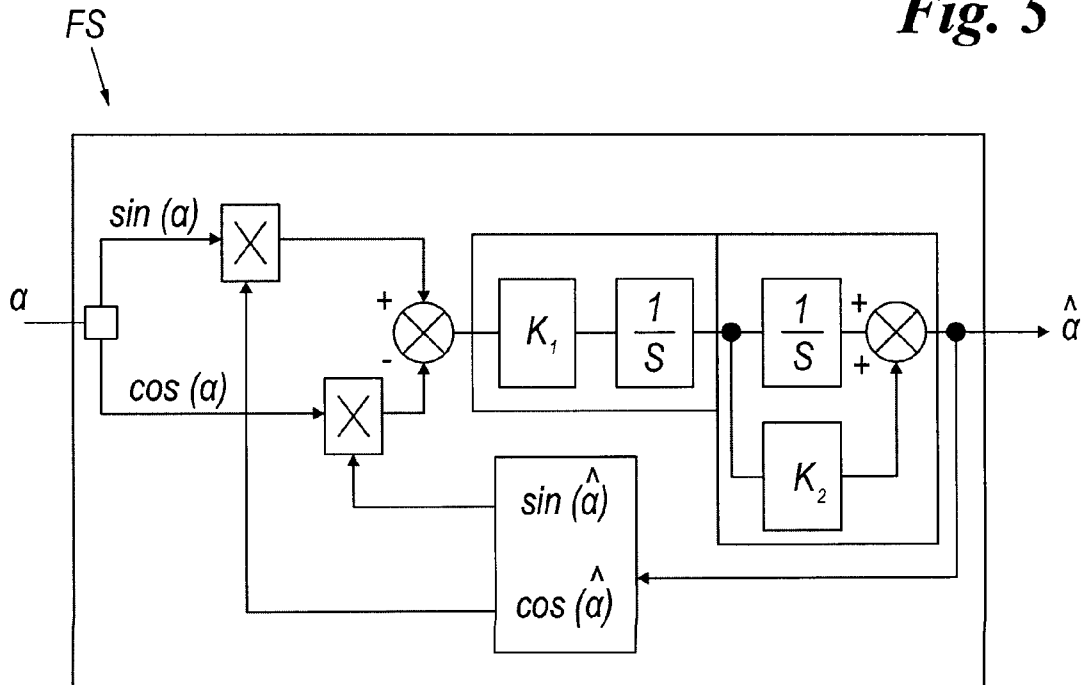 Fig. 5
FS
sin (α)
X
α
+
-
K₁
1/S
1/S
+
+
α̂
cos (α)
X
K₂
sin (α̂)
cos (α̂)